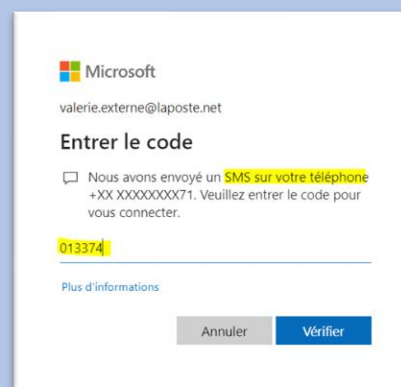 Microsoft
valerie.externe@laposte.net
Entrer le code
Nous avons envoyé un SMS sur votre téléphone
+XX XXXXXXXX71. Veuillez entrer le code pour
vous connecter.
013374
Plus d'informations
Annuler Vérifier